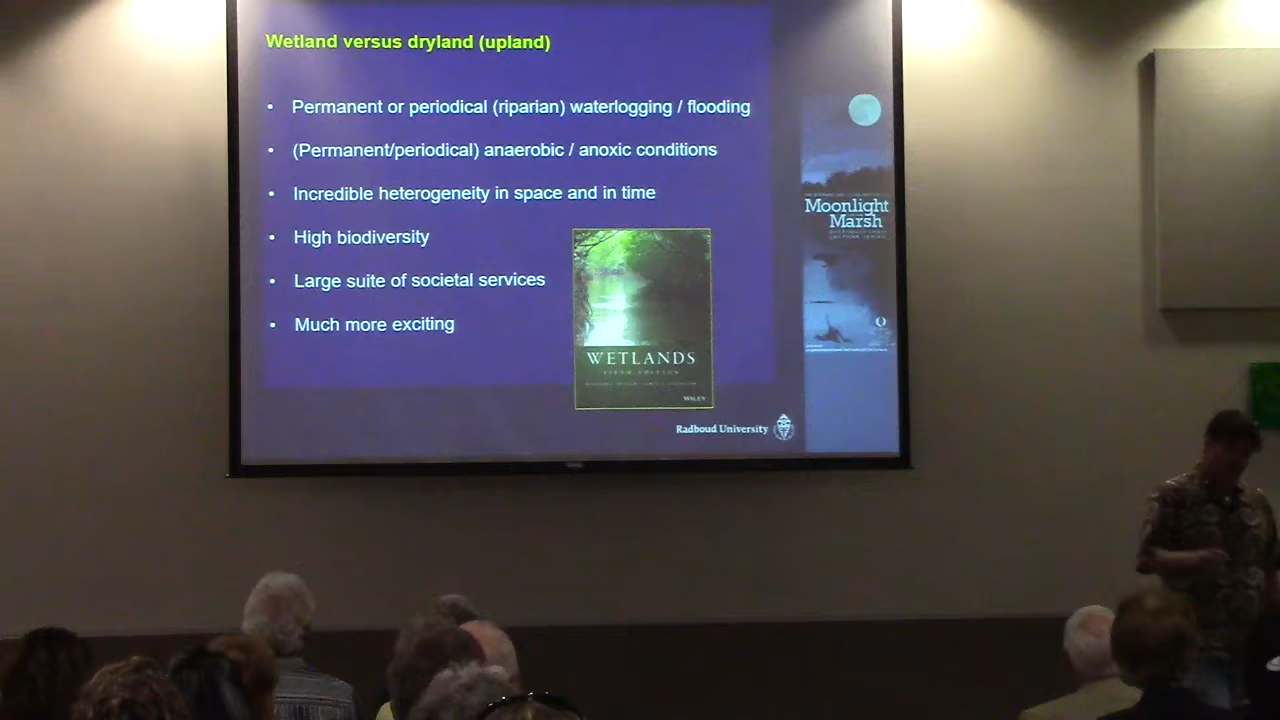 Wetland versus dryland (upland)
• Permanent or periodical (riparian) waterlogging / flooding
• (Permanent/periodical) anaerobic / anoxic conditions
• Incredible heterogeneity in space and in time
• High biodiversity
• Large suite of societal services
• Much more exciting
WETLANDS
FIFTH EDITION
WILEY
Radboud University
Moonlight
Marsh